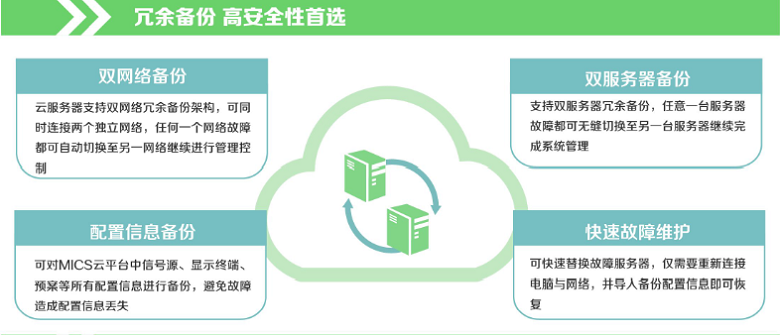 冗余备份 高安全性首选
双网络备份
云服务器支持双网络冗余备份架构，可同
时连接两个独立网络，任何一个网络故障
都可自动切换至另一网络继续进行管理控
制
双服务器备份
支持双服务器冗余备份，任意一台服务器
故障都可无缝切换至另一台服务器继续完
成系统管理
配置信息备份
可对MICS云平台中信号源、显示终端、
预案等所有配置信息进行备份，避免故障
造成配置信息丢失
快速故障维护
可快速替换故障服务器，仅需要重新连接
电脑与网络，并导入备份配置信息即可恢
复